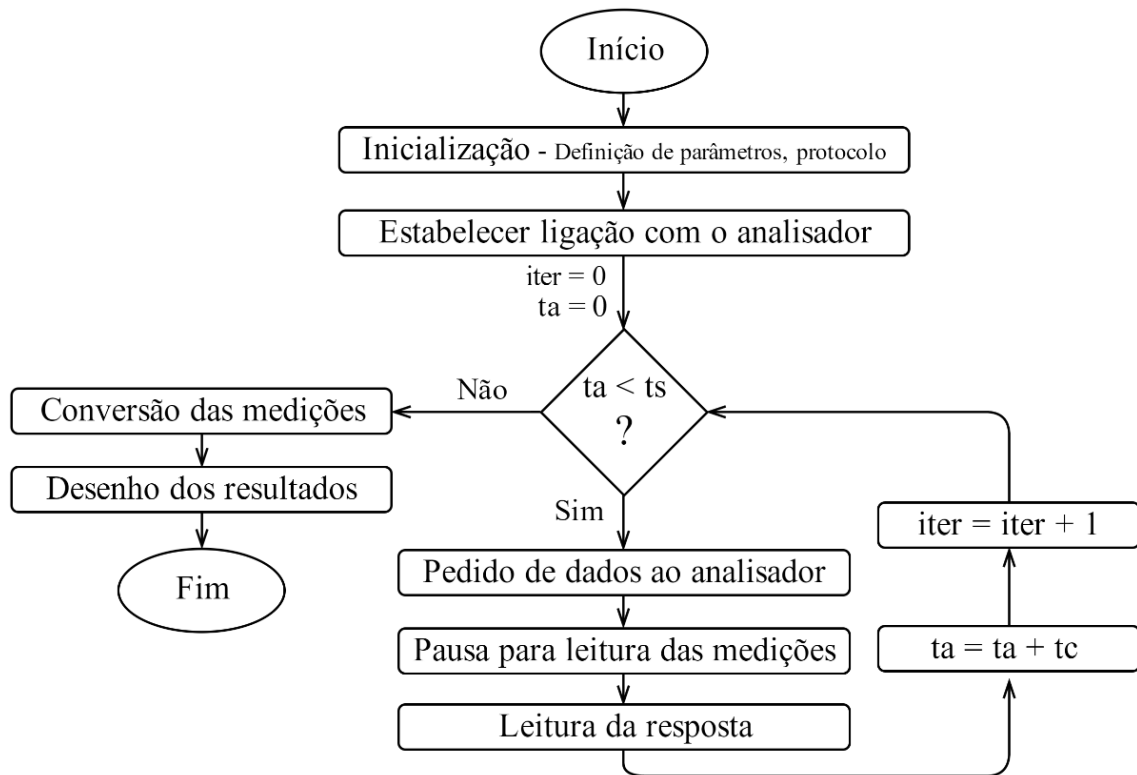 Início
Inicialização - Definição de parâmetros, protocolo
Estabelecer ligação com o analisador
iter = 0
ta = 0
ta < ts
?
Não
Conversão das medições
Desenho dos resultados
Fim
Sim
Pedido de dados ao analisador
Pausa para leitura das medições
Leitura da resposta
ta = ta + tc
iter = iter + 1